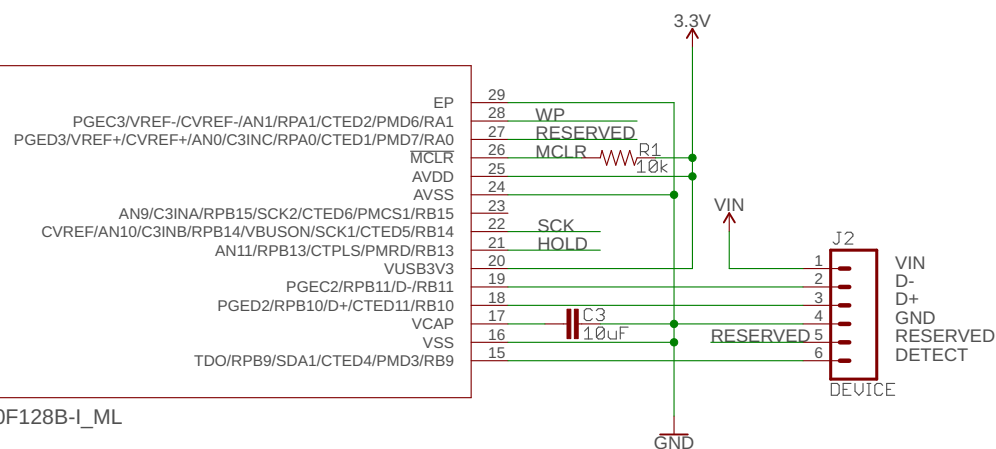 3.3V
EP 29
PGEC3/VREF-/CVREF-/AN1/RPA1/CTED2/PMD6/RA1 28 WP
PGED3/VREF+/CVREF+/AN0/C3INC/RPA0/CTED1/PMD7/RA0 27 RESERVED
MCLR 26 MCLR R1
10k
AVDD 25
AVSS 24
AN9/C3INA/RPB15/SCK2/CTED6/PMCS1/RB15 23
VIN
CVREF/AN10/C3INB/RPB14/VBUSON/SCK1/CTED5/RB14 22 SCK
J2
AN11/RPB13/CTPLS/PMRD/RB13 21 HOLD
VUSB3V3 20 1 VIN
PGEC2/RPB11/D-/RB11 19 2 D-
PGED2/RPB10/D+/CTED11/RB10 18 3 D+
VCAP 17 C3 4 GND
10uF
VSS 16 RESERVED 5 RESERVED
TDO/RPB9/SDA1/CTED4/PMD3/RB9 15 6 DETECT
DEVICE
0F128B-I_ML
GND